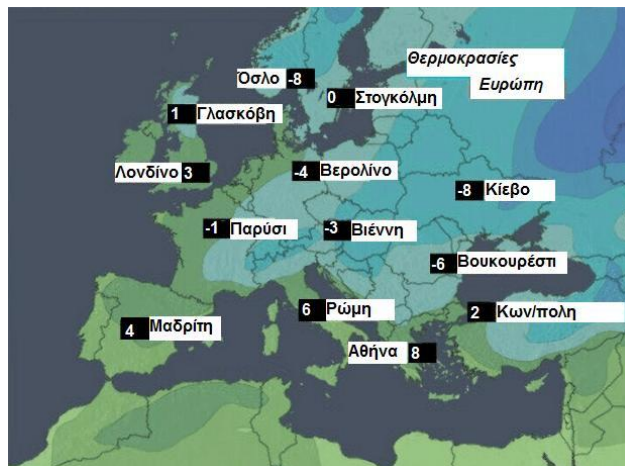 Θερμοκρασίες
Ευρώπη
Όσλο -8
0 Στογκόλμη
1 Γλασκόβη
Λονδίνο 3
-4 Βερολίνο
-8 Κίεβο
-1 Παρύσι
-3 Βιέννη
-6 Βουκουρέστι
6 Ρώμη
2 Κων/πολη
4 Μαδρίτη
Αθήνα 8